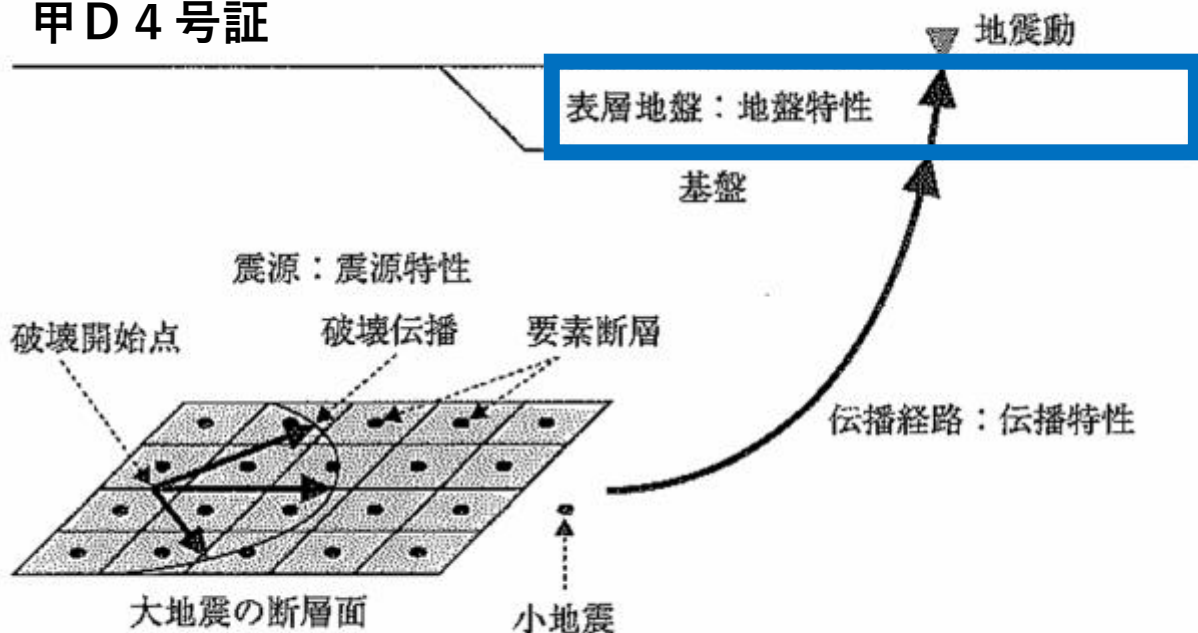 甲D4号証
地震動
表層地盤:地盤特性
基盤
震源:震源特性
破壊開始点
破壊伝播
要素断層
伝播経路:伝播特性
大地震の断層面
小地震